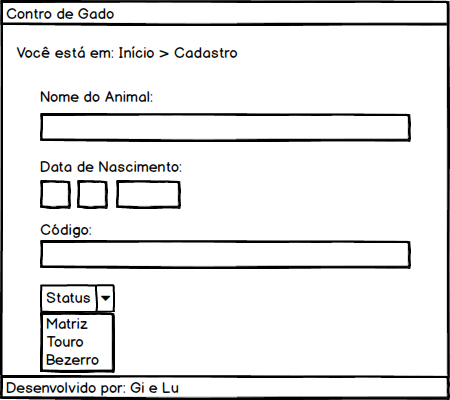 Contro de Gado
Você está em: Início > Cadastro
Nome do Animal:
Data de Nascimento:
Código:
Status
Matriz
Touro
Bezerro
Desenvolvido por: Gi e Lu